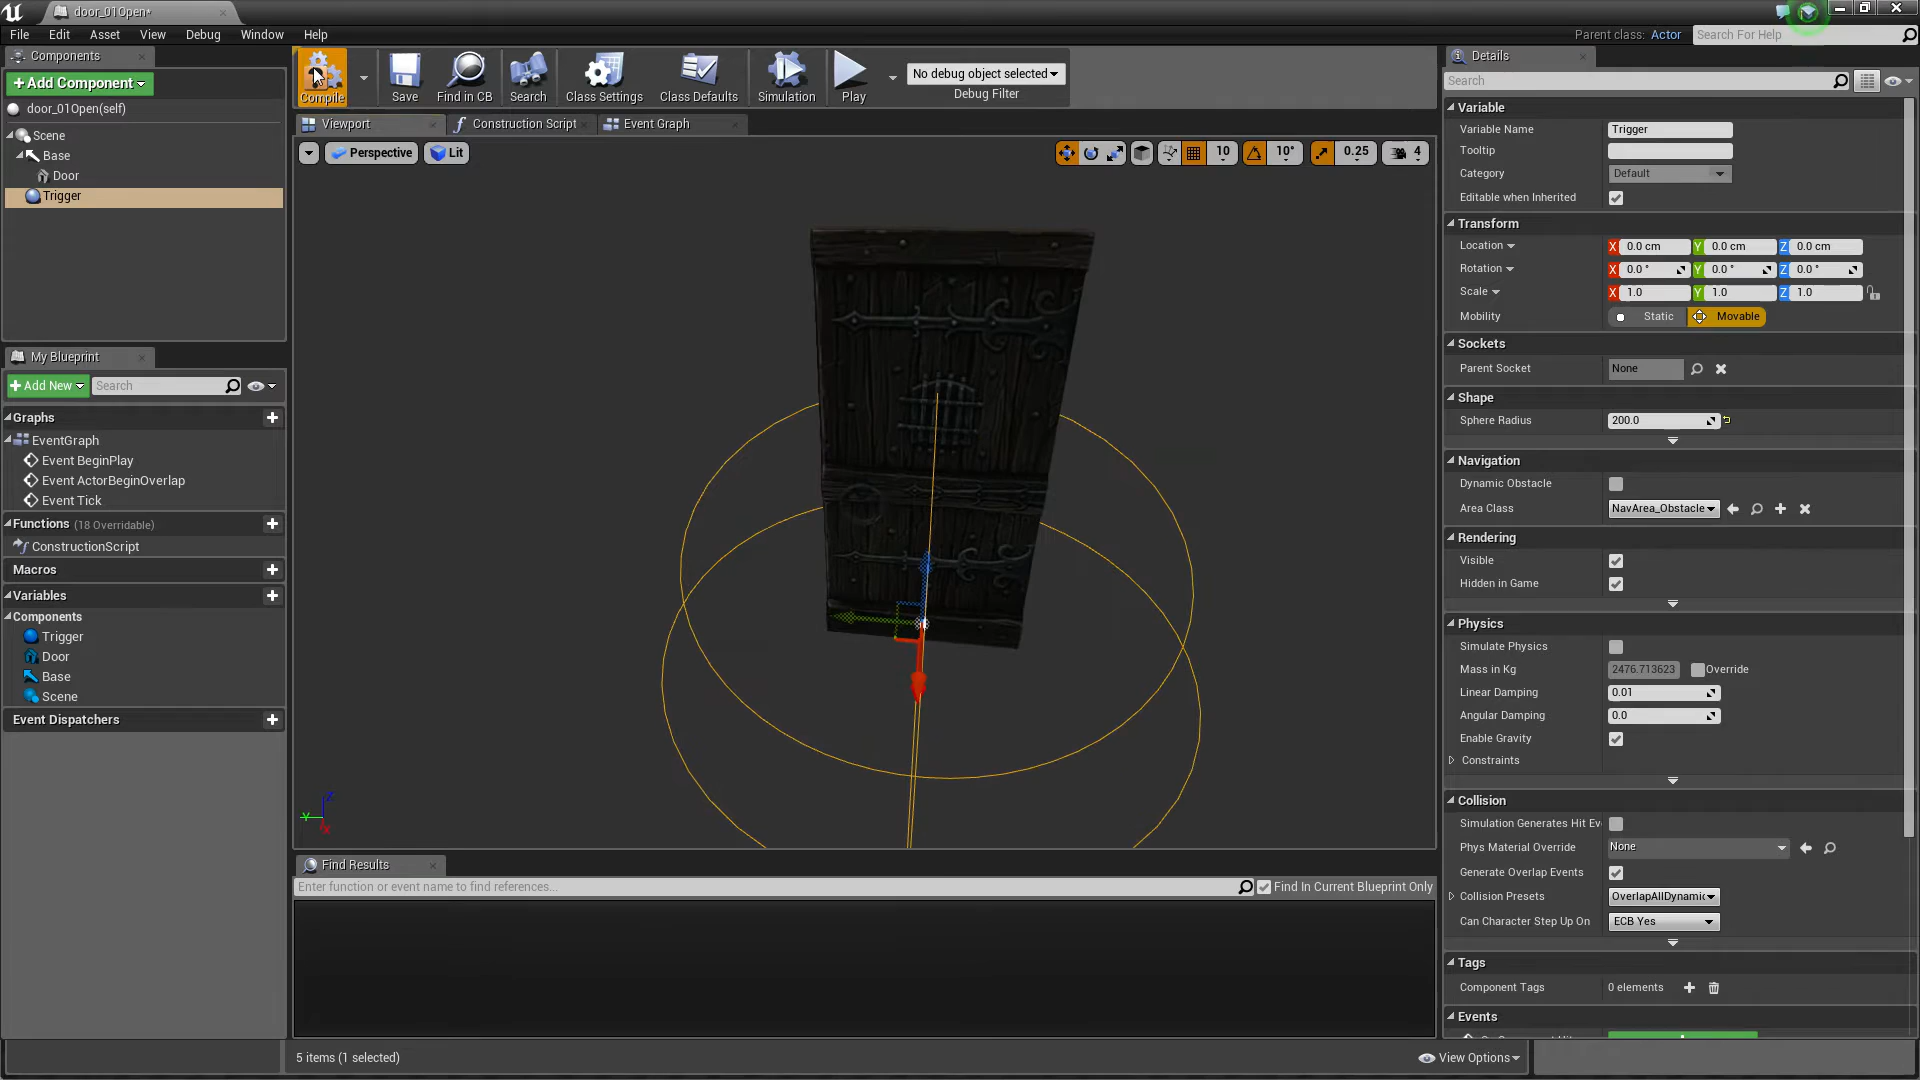 door_01Open*
File Edit Asset View Debug Window Help
Parent class: Actor
Search For Help
Components
+Add Component
door_01Open(self)
Scene
Base
Door
Trigger
My Blueprint
+Add New
Search
Graphs
EventGraph
Event BeginPlay
Event ActorBeginOverlap
Event Tick
Functions (18 Overridable)
ConstructionScript
Macros
Variables
Components
Trigger
Door
Base
Scene
Event Dispatchers
Compile Save Find in CB Search Class Settings Class Defaults Simulation Play
No debug object selected
Debug Filter
Viewport Construction Script Event Graph
Perspective Lit
10 10° 0.25 4
Z
Y
X
Find Results
Enter function or event name to find references...
Find In Current Blueprint Only
5 items (1 selected)
View Options
Details
Search
Variable
Variable Name Trigger
Tooltip
Category Default
Editable when Inherited
Transform
Location X 0.0 cm Y 0.0 cm Z 0.0 cm
Rotation X 0.0 ° Y 0.0 ° Z 0.0 °
Scale X 1.0 Y 1.0 Z 1.0
Mobility Static Movable
Sockets
Parent Socket None
Shape
Sphere Radius 200.0
Navigation
Dynamic Obstacle
Area Class NavArea_Obstacle
Rendering
Visible
Hidden in Game
Physics
Simulate Physics
Mass in Kg 2476.713623 Override
Linear Damping 0.01
Angular Damping 0.0
Enable Gravity
Constraints
Collision
Simulation Generates Hit Ev
Phys Material Override None
Generate Overlap Events
Collision Presets OverlapAllDynamic
Can Character Step Up On ECB Yes
Tags
Component Tags 0 elements
Events